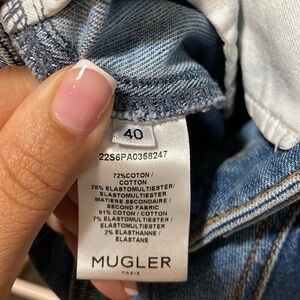 40
22S6PA0358247
72%COTON /
COTTON
28% ELASTOMULTIESTER/
ELASTOMULTIESTER
MATIERE SECONDAIRE /
SECOND FABRIC
91% COTON / COTTON
7% ELASTOMULTIESTER /
ELASTOMULTIESTER
2% ELASTHANNE /
ELASTANE
MUGLER
PARIS